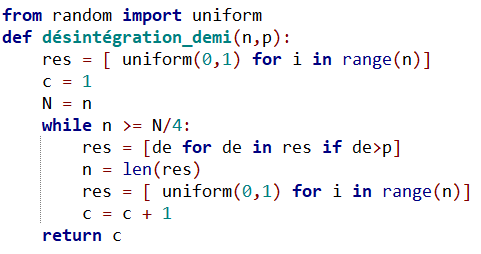 from random import uniform
def désintégration_demi(n,p):
    res = [ uniform(0,1) for i in range(n)]
    c = 1
    N = n
    while n >= N/4:
        res = [de for de in res if de>p]
        n = len(res)
        res = [ uniform(0,1) for i in range(n)]
        c = c + 1
    return c